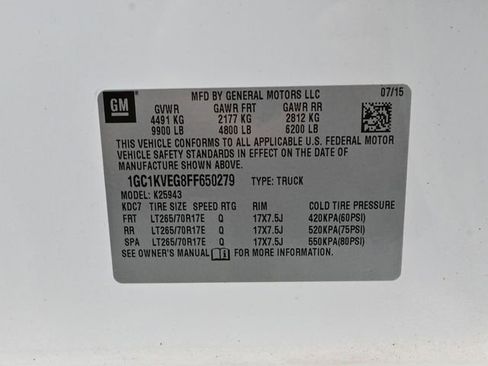 GM
MFD BY GENERAL MOTORS LLC 07/15
GVWR GAWR FRT GAWR RR
4491 KG 2177 KG 2812 KG
9900 LB 4800 LB 6200 LB
THIS VEHICLE CONFORMS TO ALL APPLICABLE U.S. FEDERAL MOTOR
VEHICLE SAFETY STANDARDS IN EFFECT ON THE DATE OF
MANUFACTURE SHOWN ABOVE.
1GC1KVEG8FF650279 TYPE: TRUCK
MODEL: K25943
KDC7 TIRE SIZE SPEED RTG RIM COLD TIRE PRESSURE
FRT LT265/70R17E Q 17X7.5J 420KPA(60PSI)
RR LT265/70R17E Q 17X7.5J 520KPA(75PSI)
SPA LT265/70R17E Q 17X7.5J 550KPA(80PSI)
SEE OWNER'S MANUAL FOR MORE INFORMATION.